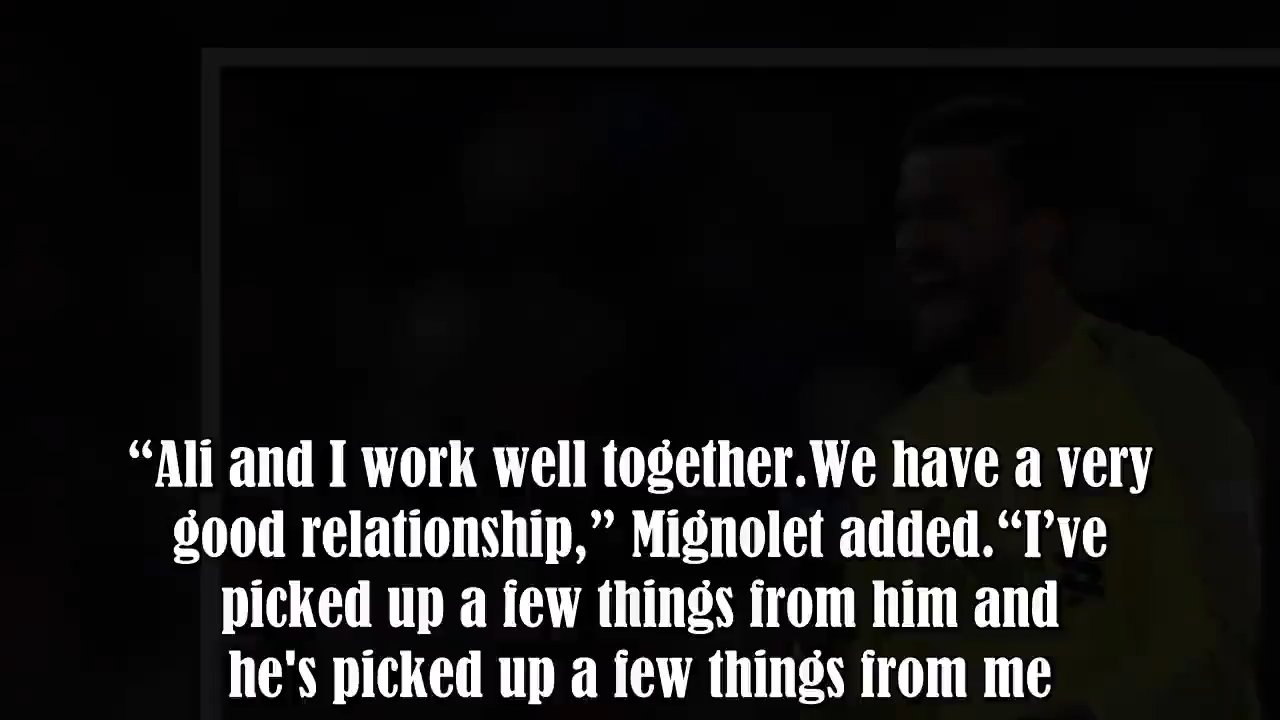 “Ali and I work well together.We have a very
good relationship,” Mignolet added.“I’ve
picked up a few things from him and
he's picked up a few things from me